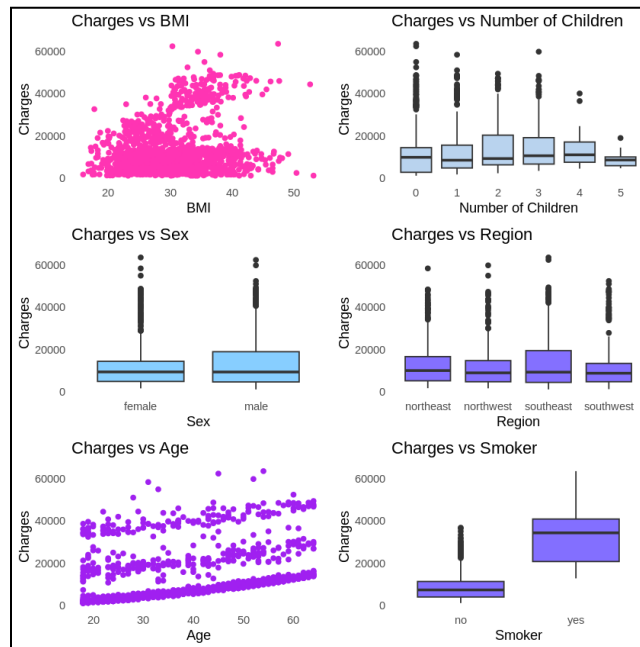 Charges vs BMI
Charges
60000
40000
20000
0
20
30
40
50
BMI
Charges vs Number of Children
Charges
60000
40000
20000
0
0
1
2
3
4
5
Number of Children
Charges vs Sex
Charges
60000
40000
20000
0
female
male
Sex
Charges vs Region
Charges
60000
40000
20000
0
northeast
northwest
southeast
southwest
Region
Charges vs Age
Charges
60000
40000
20000
0
20
30
40
50
60
Age
Charges vs Smoker
Charges
60000
40000
20000
0
no
yes
Smoker